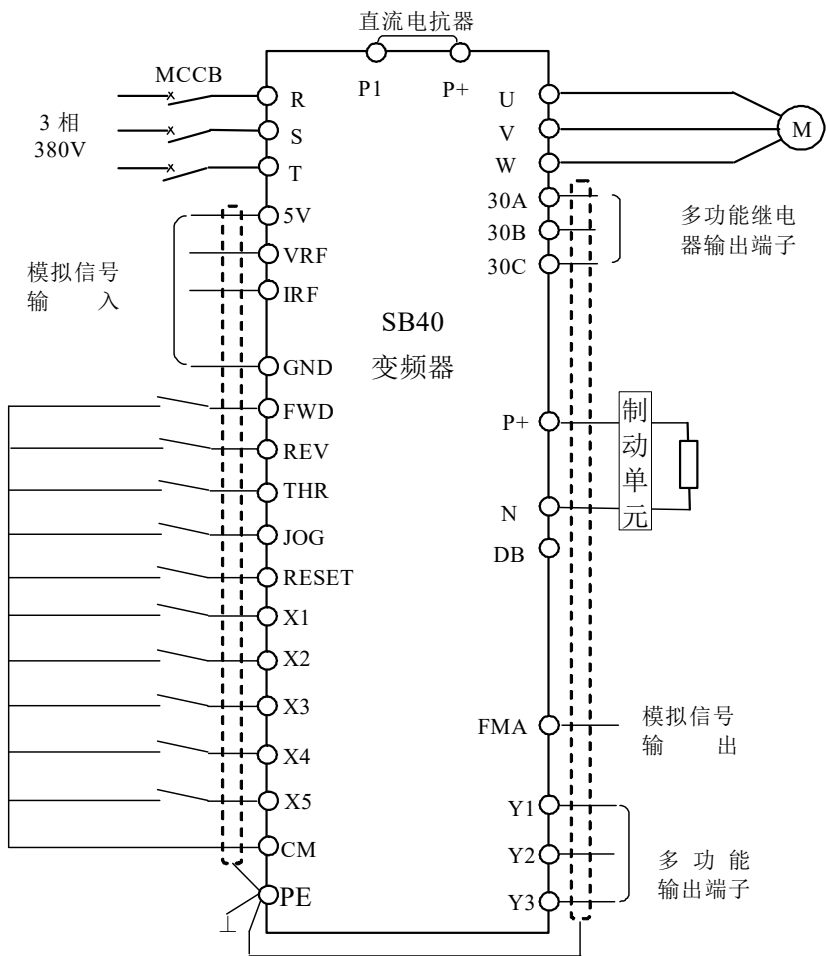 直流电抗器
P1
P+
MCCB
3 相
380V
R
S
T
U
V
W
M
5V
VRF
IRF
GND
模拟信号
输 入
30A
30B
30C
多功能继电
器输出端子
SB40
变频器
FWD
REV
THR
JOG
RESET
X1
X2
X3
X4
X5
CM
PE
P+
N
DB
制动单元
FMA
模拟信号
输 出
Y1
Y2
Y3
多 功 能
输出端子